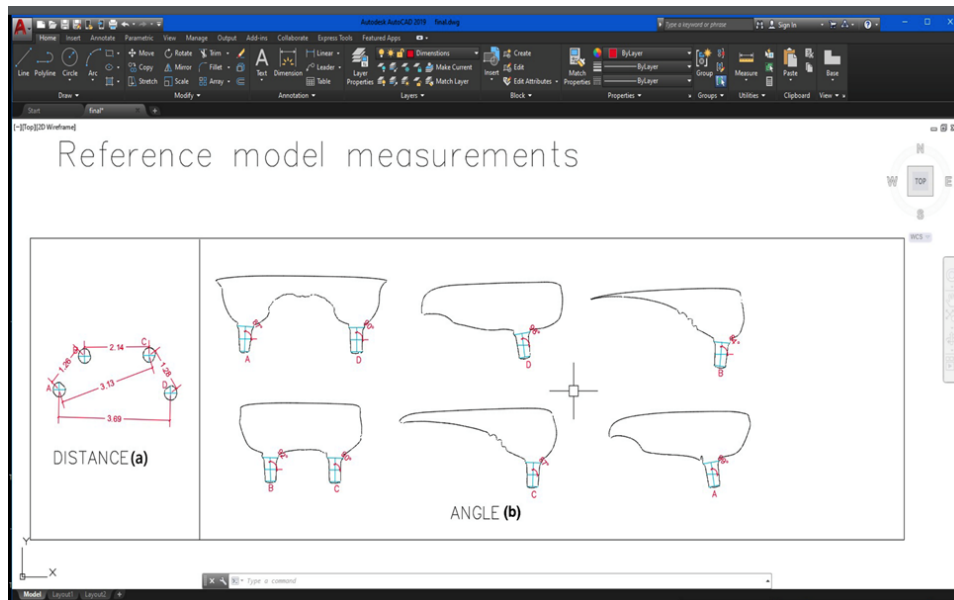 Autodesk AutoCAD 2019 final.dwg
Type a keyword or phrase
Sign In
Home Insert Annotate Parametric View Manage Output Add-ins Collaborate Express Tools Featured Apps
Line Polyline Circle Arc
Move Rotate Trim
Copy Mirror Fillet
Stretch Scale Array
Text Dimension
Linear
Leader
Table
Layer Properties
Dimenstions
Make Current
Match Layer
Insert
Create
Edit
Edit Attributes
Match Properties
ByLayer
ByLayer
ByLayer
Group
Measure
Paste
Base
Draw Modify Annotation Layers Block Properties Groups Utilities Clipboard View
Start final*
[-][Top][2D Wireframe]
Reference model measurements
N
W TOP E
S
WCS
A B C D
1.26 2.14 1.28
3.13
3.69
DISTANCE (a)
A D
D
B
B C
C
A
ANGLE (b)
Y
X
Type a command
Model Layout1 Layout2 +